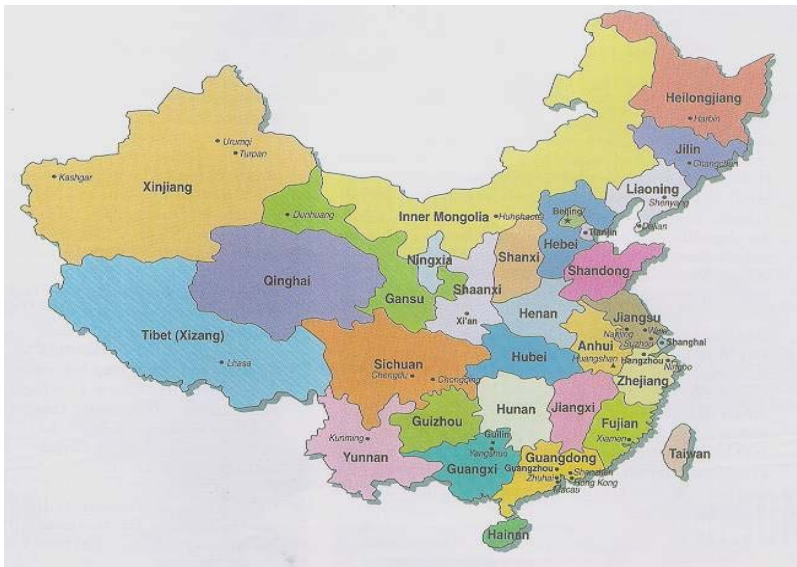 Heilongjiang
Harbin
Jilin
Changchun
Urumqi
Turpan
Kashgar
Xinjiang
Liaoning
Shenyang
Dunhuang
Inner Mongolia
Beijing
Dalian
Tianjin
Hebei
Ningxia
Shanxi
Shandong
Qinghai
Shaanxi
Gansu
Henan
Jiangsu
Xi'an
Tibet (Xizang)
Nanjing
Wuxi
Anhui
Suzhou
Shanghai
Lhasa
Sichuan
Hubei
Huangshan
Hangzhou
Ningbo
Chengdu
Chongqing
Zhejiang
Hunan
Jiangxi
Guizhou
Fujian
Kunming
Guilin
Xiamen
Yunnan
Yangshuo
Guangdong
Taiwan
Guangxi
Guangzhou
Shenzhen
Zhuhai
Hong Kong
Macau
Hainan